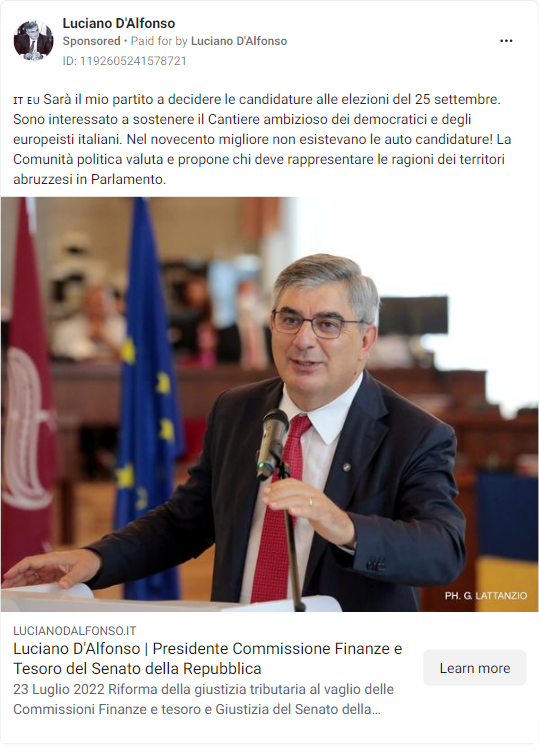 Luciano D'Alfonso
Sponsored • Paid for by Luciano D'Alfonso
ID: 1192605241578721
IT EU Sarà il mio partito a decidere le candidature alle elezioni del 25 settembre.
Sono interessato a sostenere il Cantiere ambizioso dei democratici e degli
europeisti italiani. Nel novecento migliore non esistevano le auto candidature! La
Comunità politica valuta e propone chi deve rappresentare le ragioni dei territori
abruzzesi in Parlamento.
PH. G. LATTANZIO
LUCIANODALFONSO.IT
Luciano D'Alfonso | Presidente Commissione Finanze e
Tesoro del Senato della Repubblica
23 Luglio 2022 Riforma della giustizia tributaria al vaglio delle
Commissioni Finanze e tesoro e Giustizia del Senato della…
Learn more